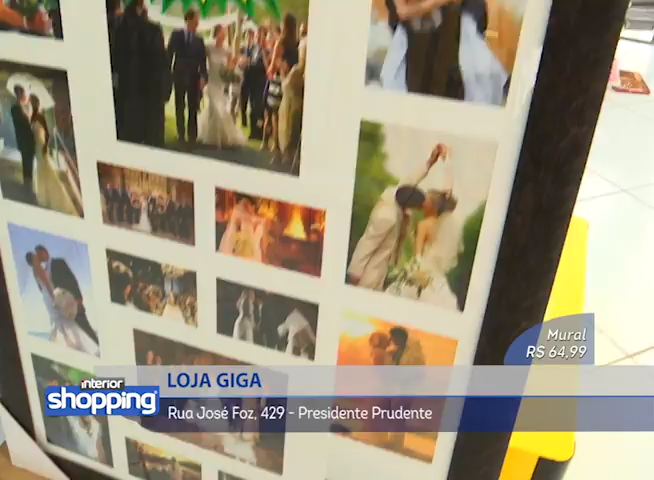 Mural
R$ 64,99
LOJA GIGA
interior
shopping
Rua José Foz, 429 - Presidente Prudente